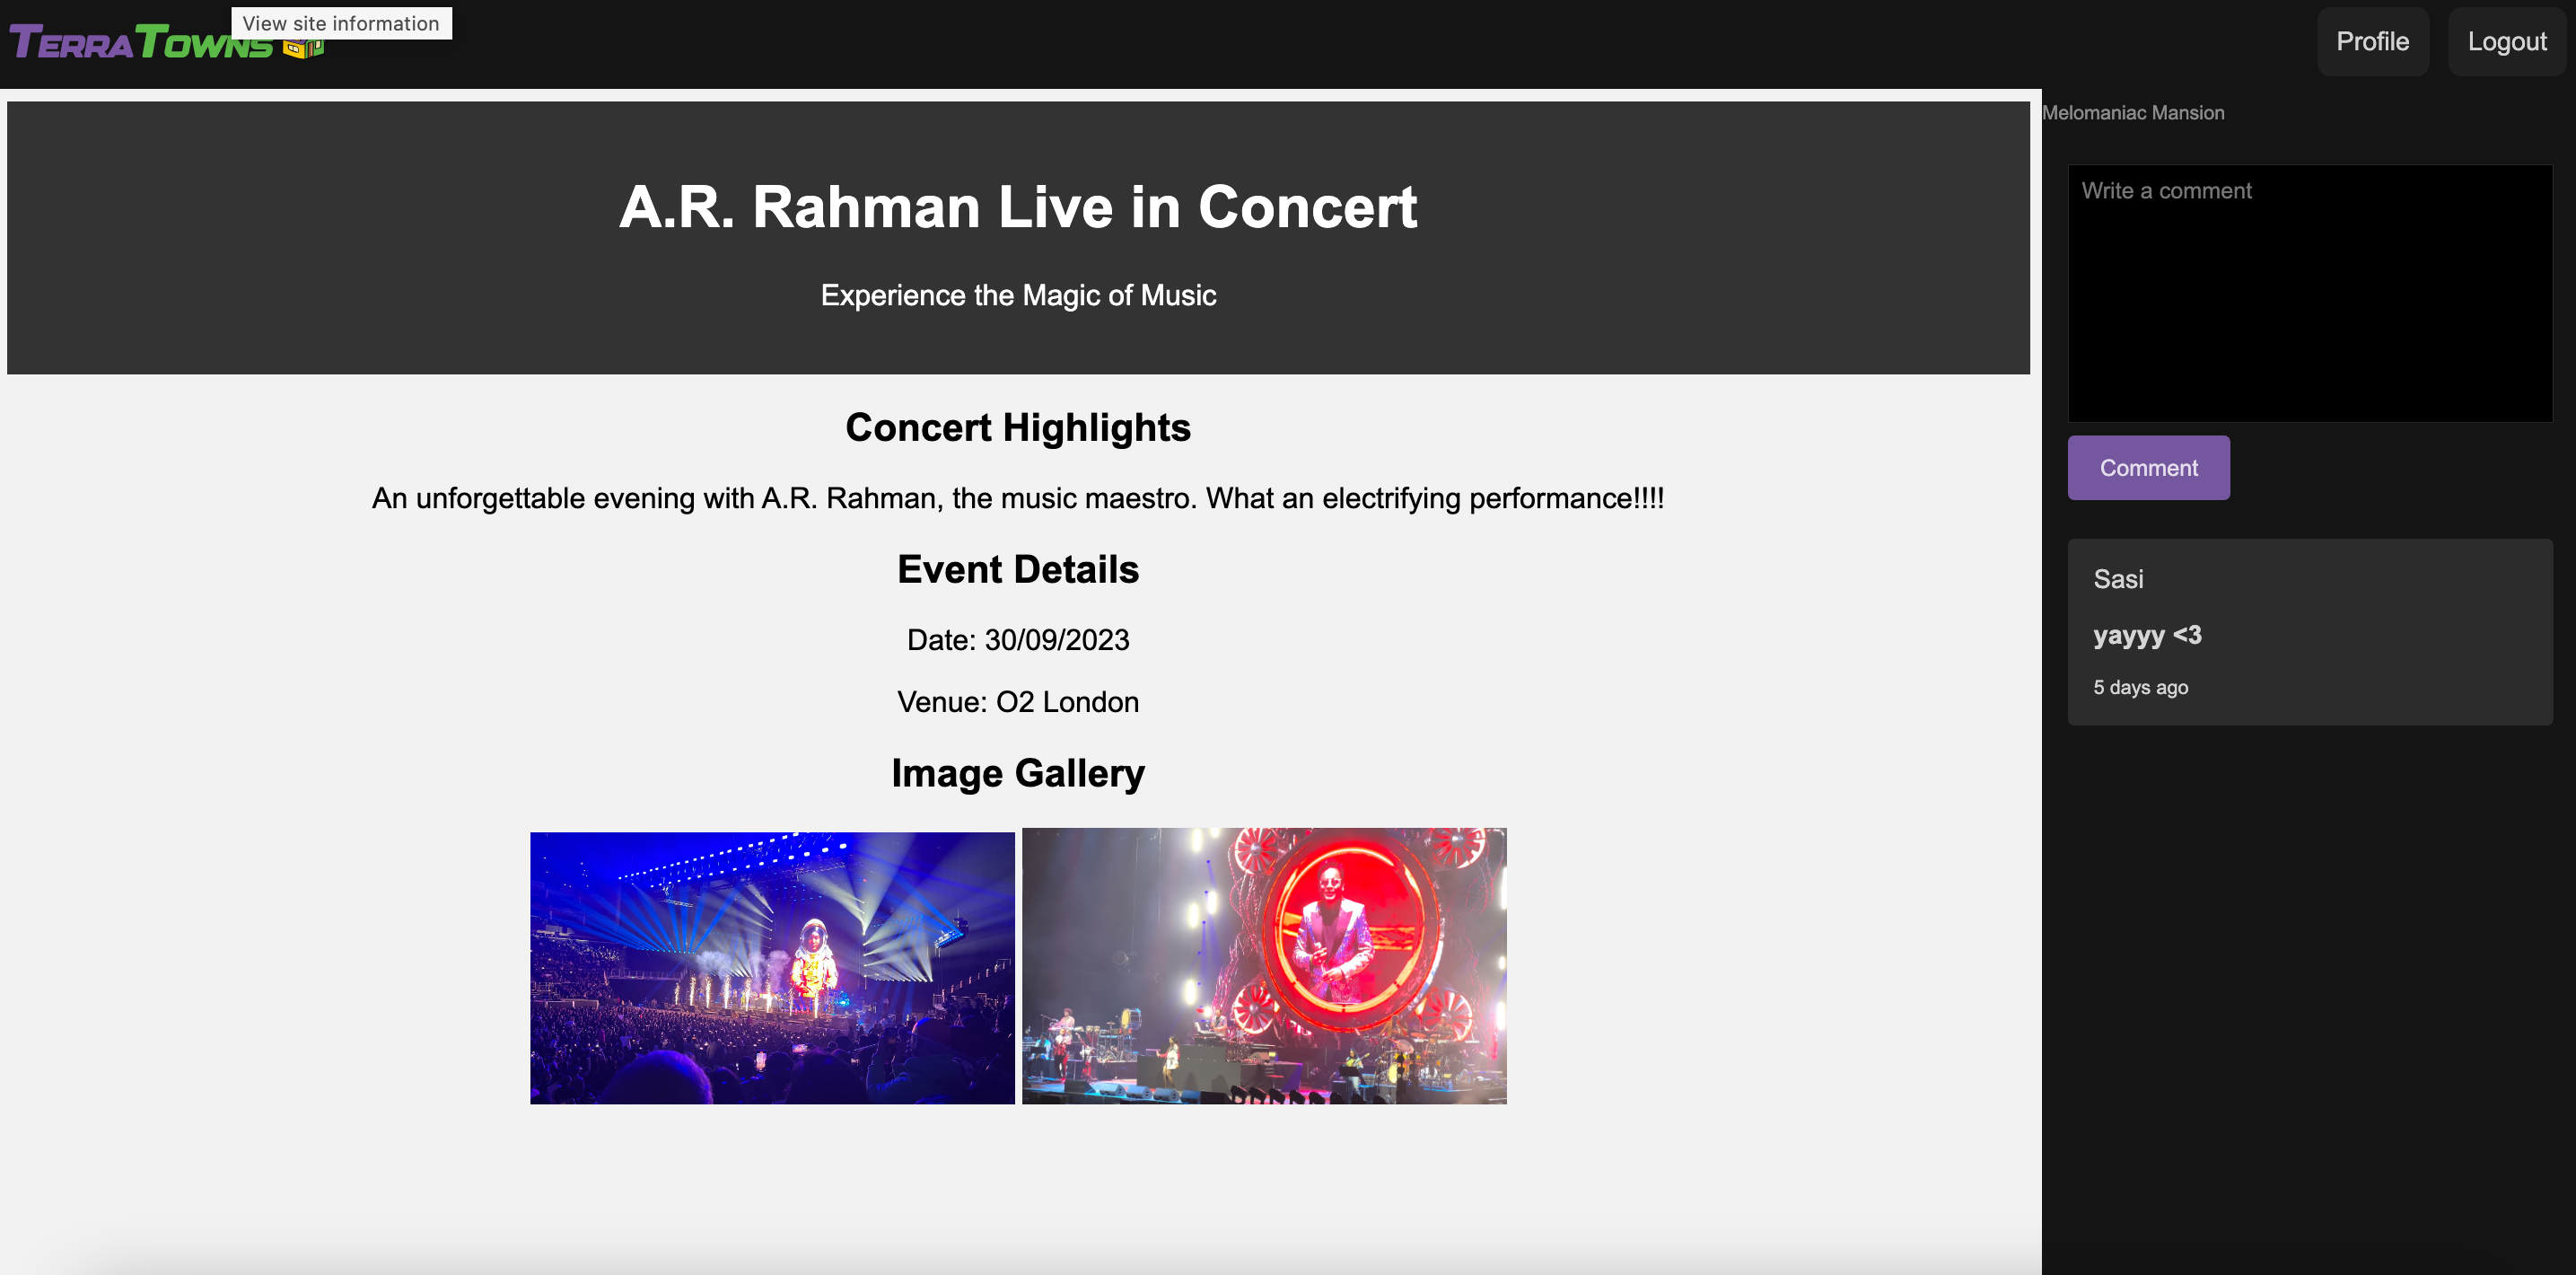 TERRATOWNS
View site information
Profile
Logout
A.R. Rahman Live in Concert
Experience the Magic of Music
Concert Highlights
An unforgettable evening with A.R. Rahman, the music maestro. What an electrifying performance!!!!
Event Details
Date: 30/09/2023
Venue: O2 London
Image Gallery
Melomaniac Mansion
Write a comment
Comment
Sasi
yayyy <3
5 days ago